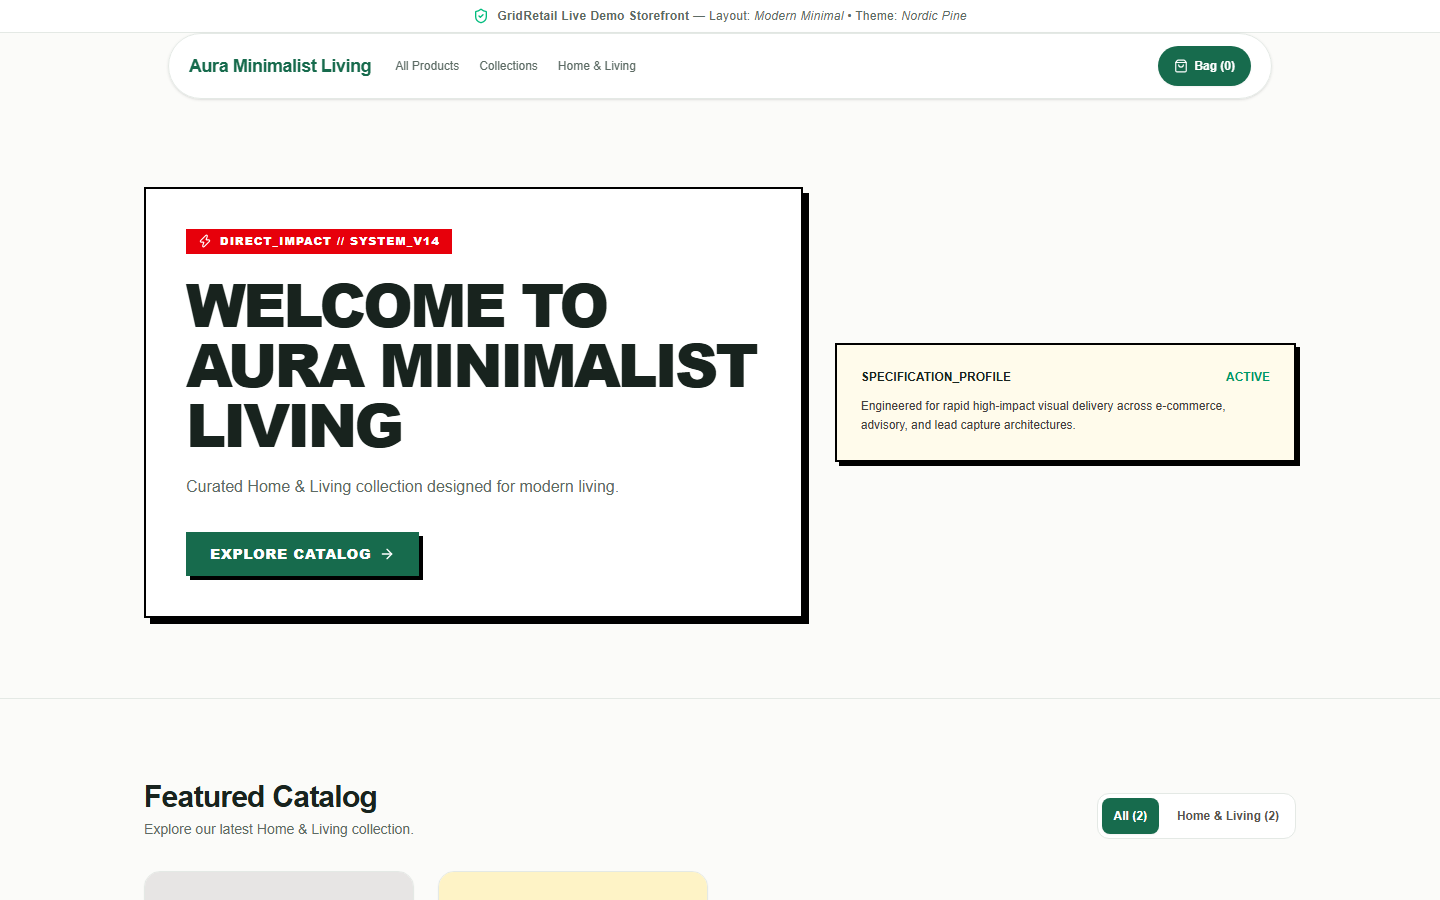 GridRetail Live Demo Storefront — Layout: Modern Minimal • Theme: Nordic Pine
Aura Minimalist Living
All Products
Collections
Home & Living
Bag (0)
DIRECT_IMPACT // SYSTEM_V14
WELCOME TO
AURA MINIMALIST
LIVING
Curated Home & Living collection designed for modern living.
EXPLORE CATALOG →
SPECIFICATION_PROFILE
ACTIVE
Engineered for rapid high-impact visual delivery across e-commerce,
advisory, and lead capture architectures.
Featured Catalog
Explore our latest Home & Living collection.
All (2)
Home & Living (2)